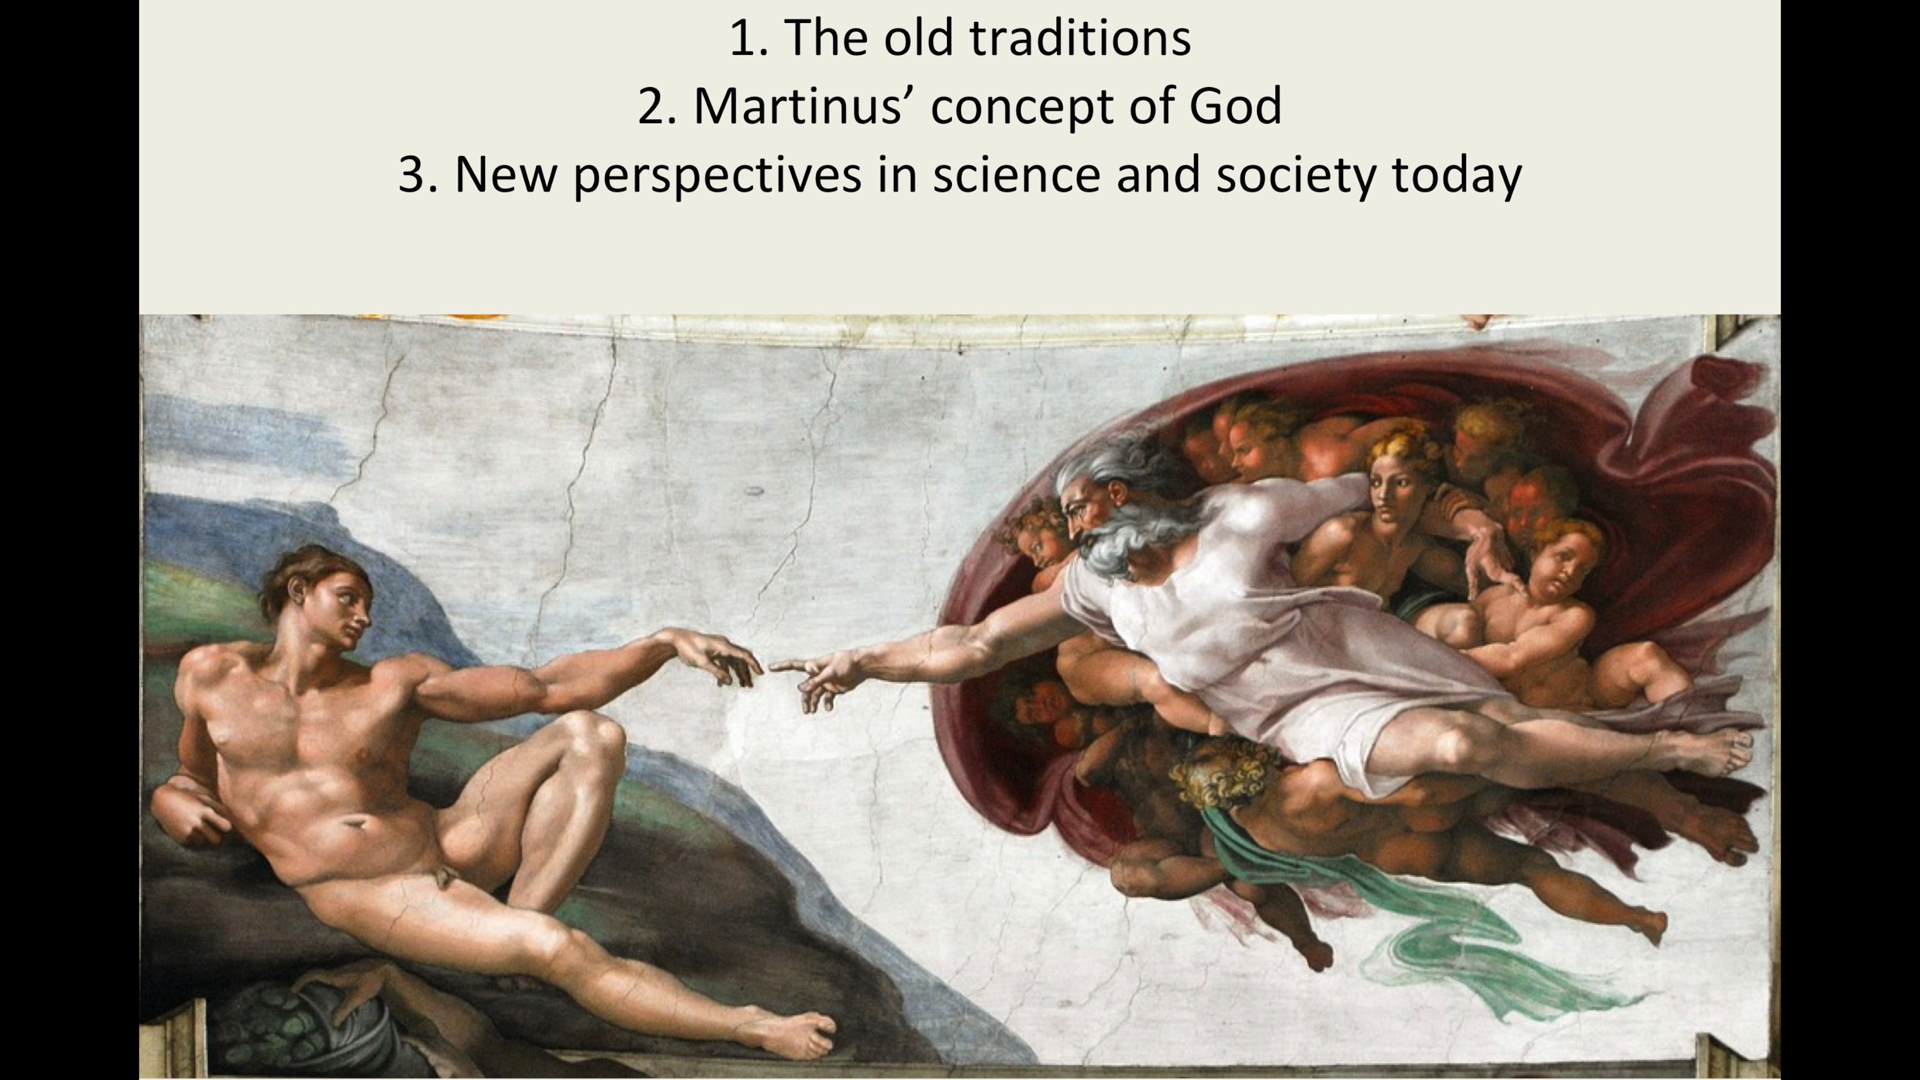 1. The old traditions
2. Martinus’ concept of God
3. New perspectives in science and society today